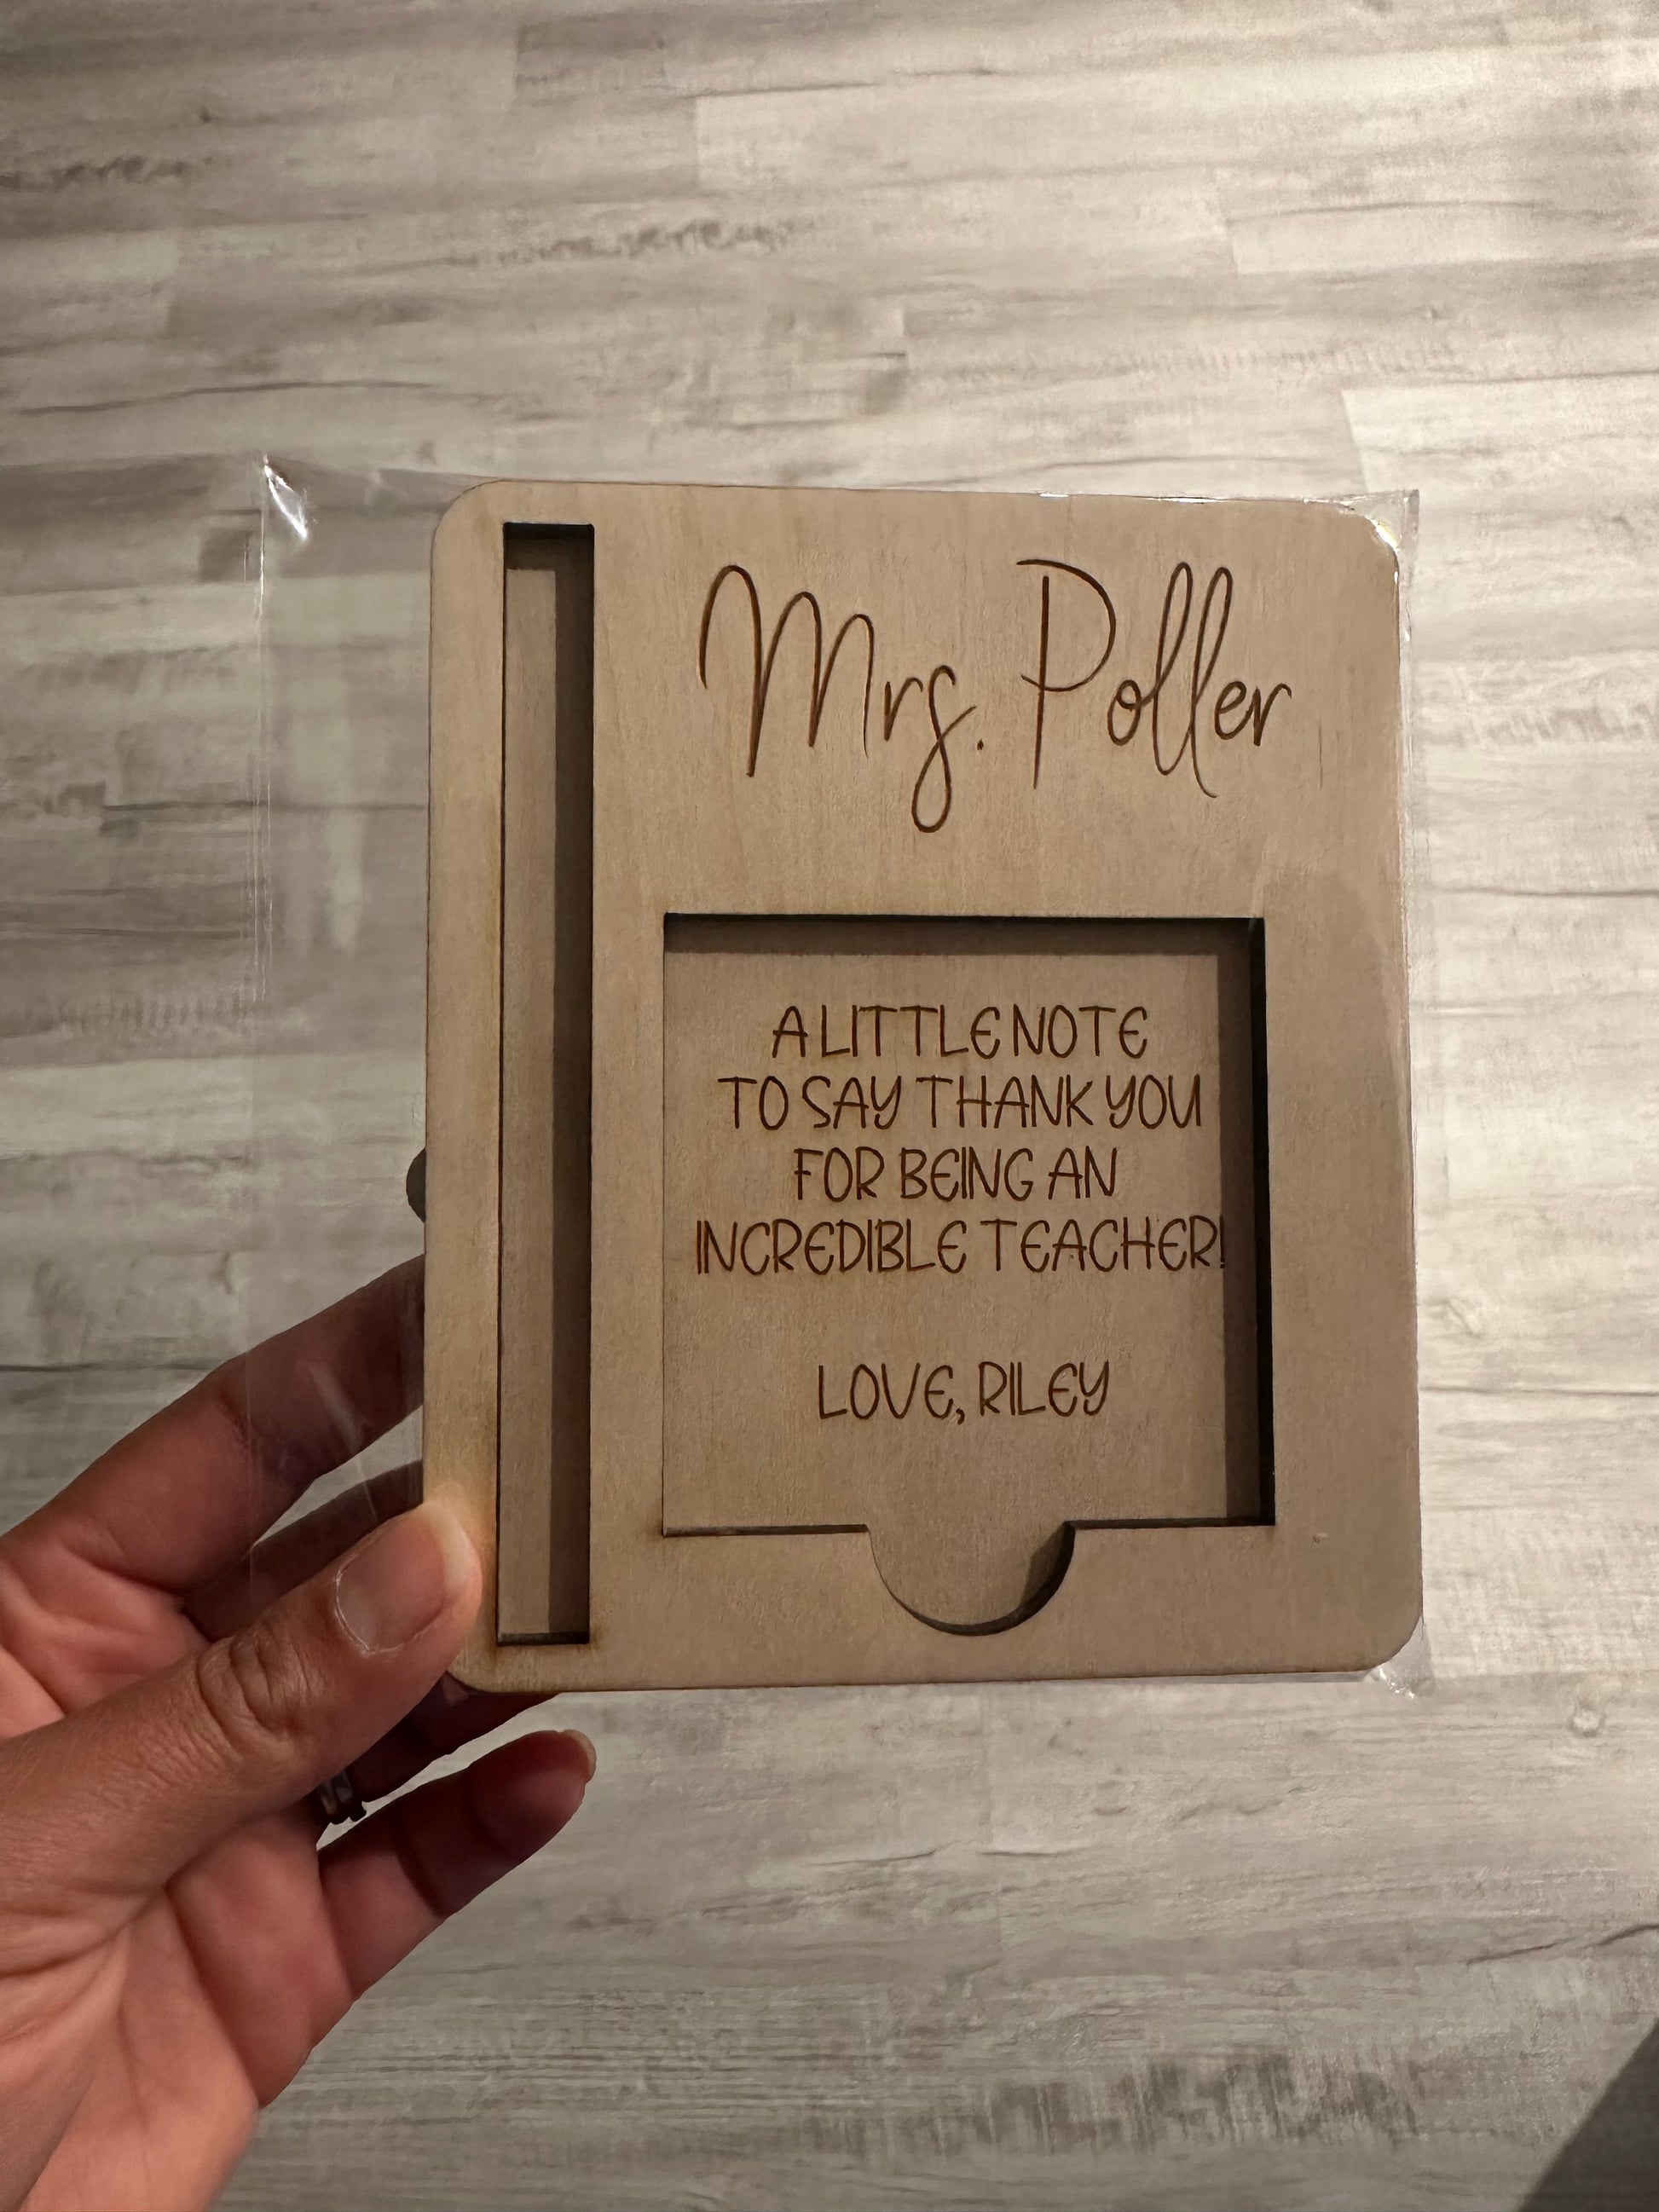 Mrs. Poller
A LITTLE NOTE
TO SAY THANK YOU
FOR BEING AN
INCREDIBLE TEACHER!
LOVE, RILEY